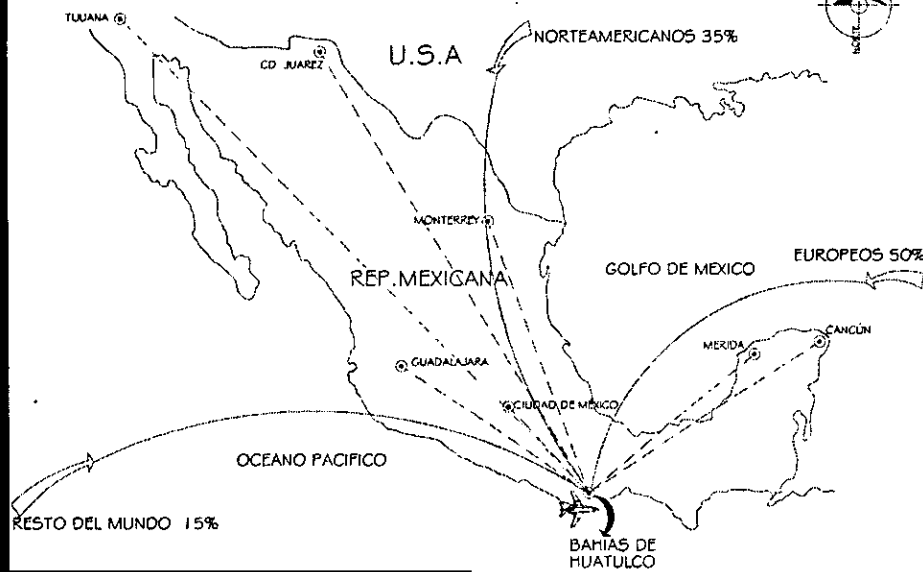 TIJUANA
CD JUAREZ
U.S.A
NORTEAMERICANOS 35%
NORTE
MONTERREY
REP.MEXICANA
GOLFO DE MEXICO
EUROPEOS 50%
GUADALAJARA
MERIDA
CANCÚN
CIUDAD DE MEXICO
OCEANO PACIFICO
RESTO DEL MUNDO 15%
BAHIAS DE
HUATULCO